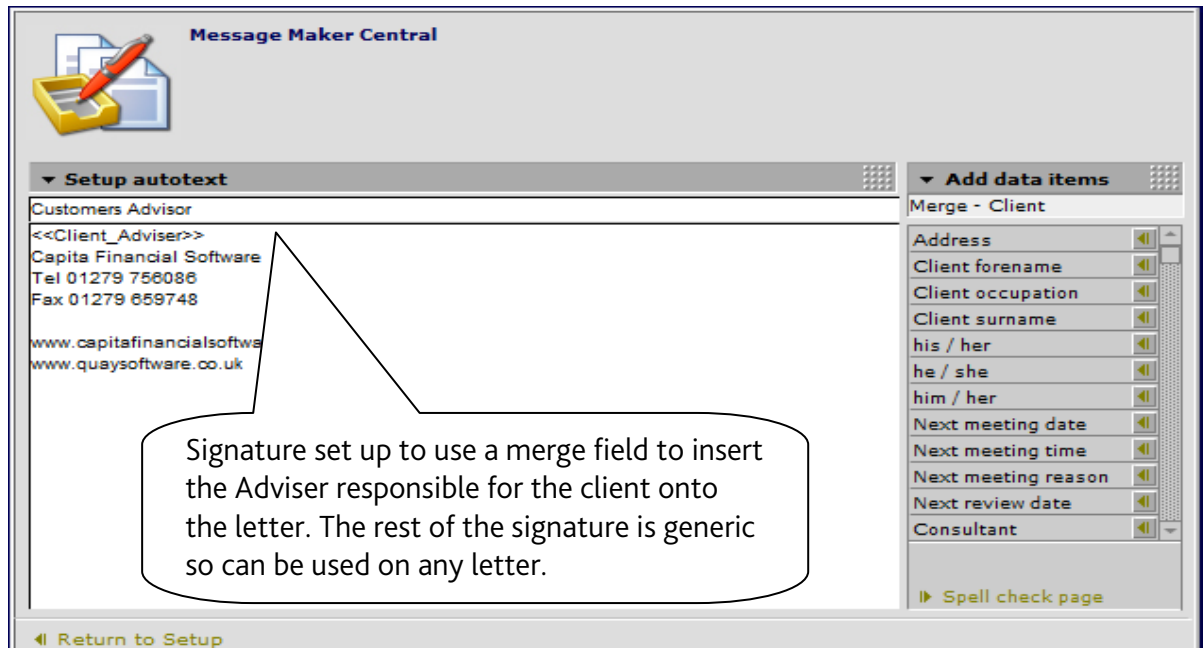 Message Maker Central
Setup autotext
Customers Advisor
<<Client_Adviser>>
Capita Financial Software
Tel 01279 756086
Fax 01279 659748
www.capitafinancialsoftwa
www.quaysoftware.co.uk
Signature set up to use a merge field to insert
the Adviser responsible for the client onto
the letter. The rest of the signature is generic
so can be used on any letter.
Add data items
Merge - Client
Address
Client forename
Client occupation
Client surname
his / her
he / she
him / her
Next meeting date
Next meeting time
Next meeting reason
Next review date
Consultant
Spell check page
Return to Setup